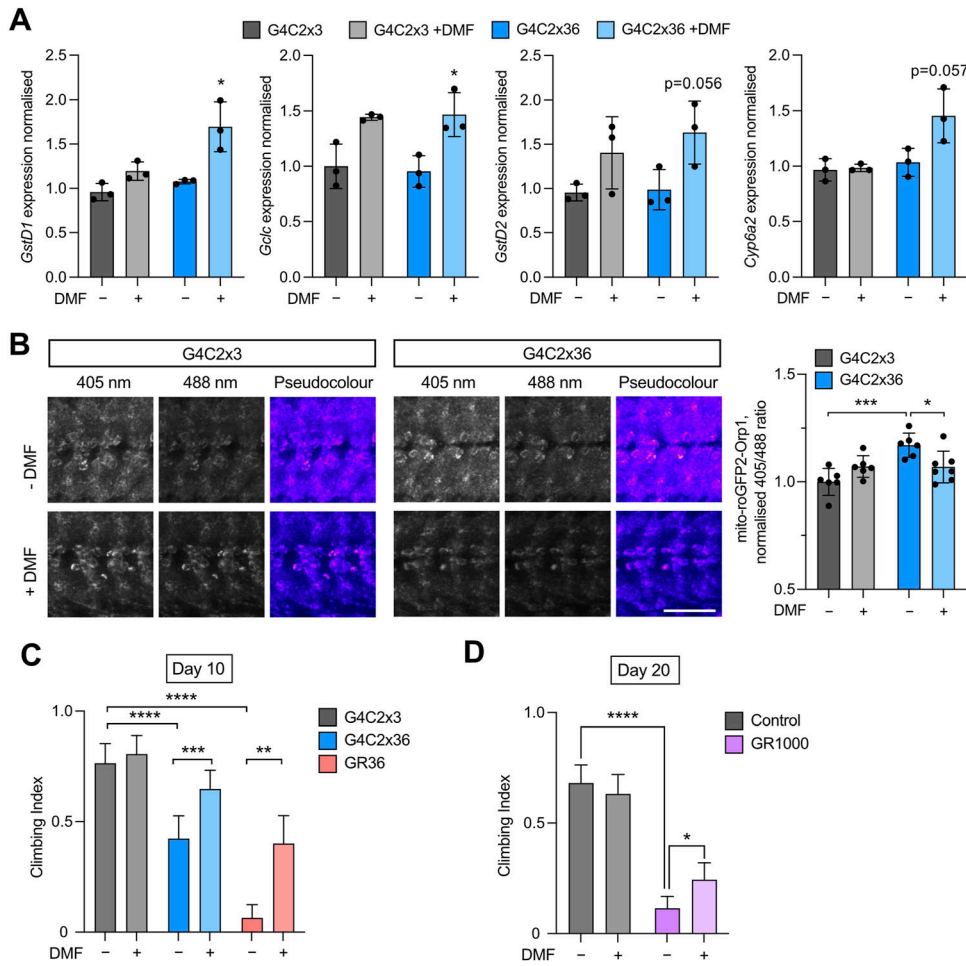 A
G4C2x3 G4C2x3 +DMF G4C2x36 G4C2x36 +DMF
GstD1 expression normalised
2.5
2.0
1.5
1.0
0.5
0.0
*
DMF − + − +
Gclc expression normalised
2.0
1.5
1.0
0.5
0.0
*
− + − +
GstD2 expression normalised
2.5
2.0
1.5
1.0
0.5
0.0
p=0.056
− + − +
Cyp6a2 expression normalised
2.0
1.5
1.0
0.5
0.0
p=0.057
− + − +
B
G4C2x3 G4C2x36
405 nm 488 nm Pseudocolour 405 nm 488 nm Pseudocolour
- DMF
+ DMF
G4C2x3
G4C2x36
mito-roGFP2-Orp1,
normalised 405/488 ratio
1.5
1.0
0.5
*** *
DMF − + − +
C
Day 10
G4C2x3
G4C2x36
GR36
Climbing Index
1.0
0.5
0
****
****
*** **
DMF − + − + − +
D
Day 20
Control
GR1000
Climbing Index
1.0
0.5
0
****
*
DMF − + − +